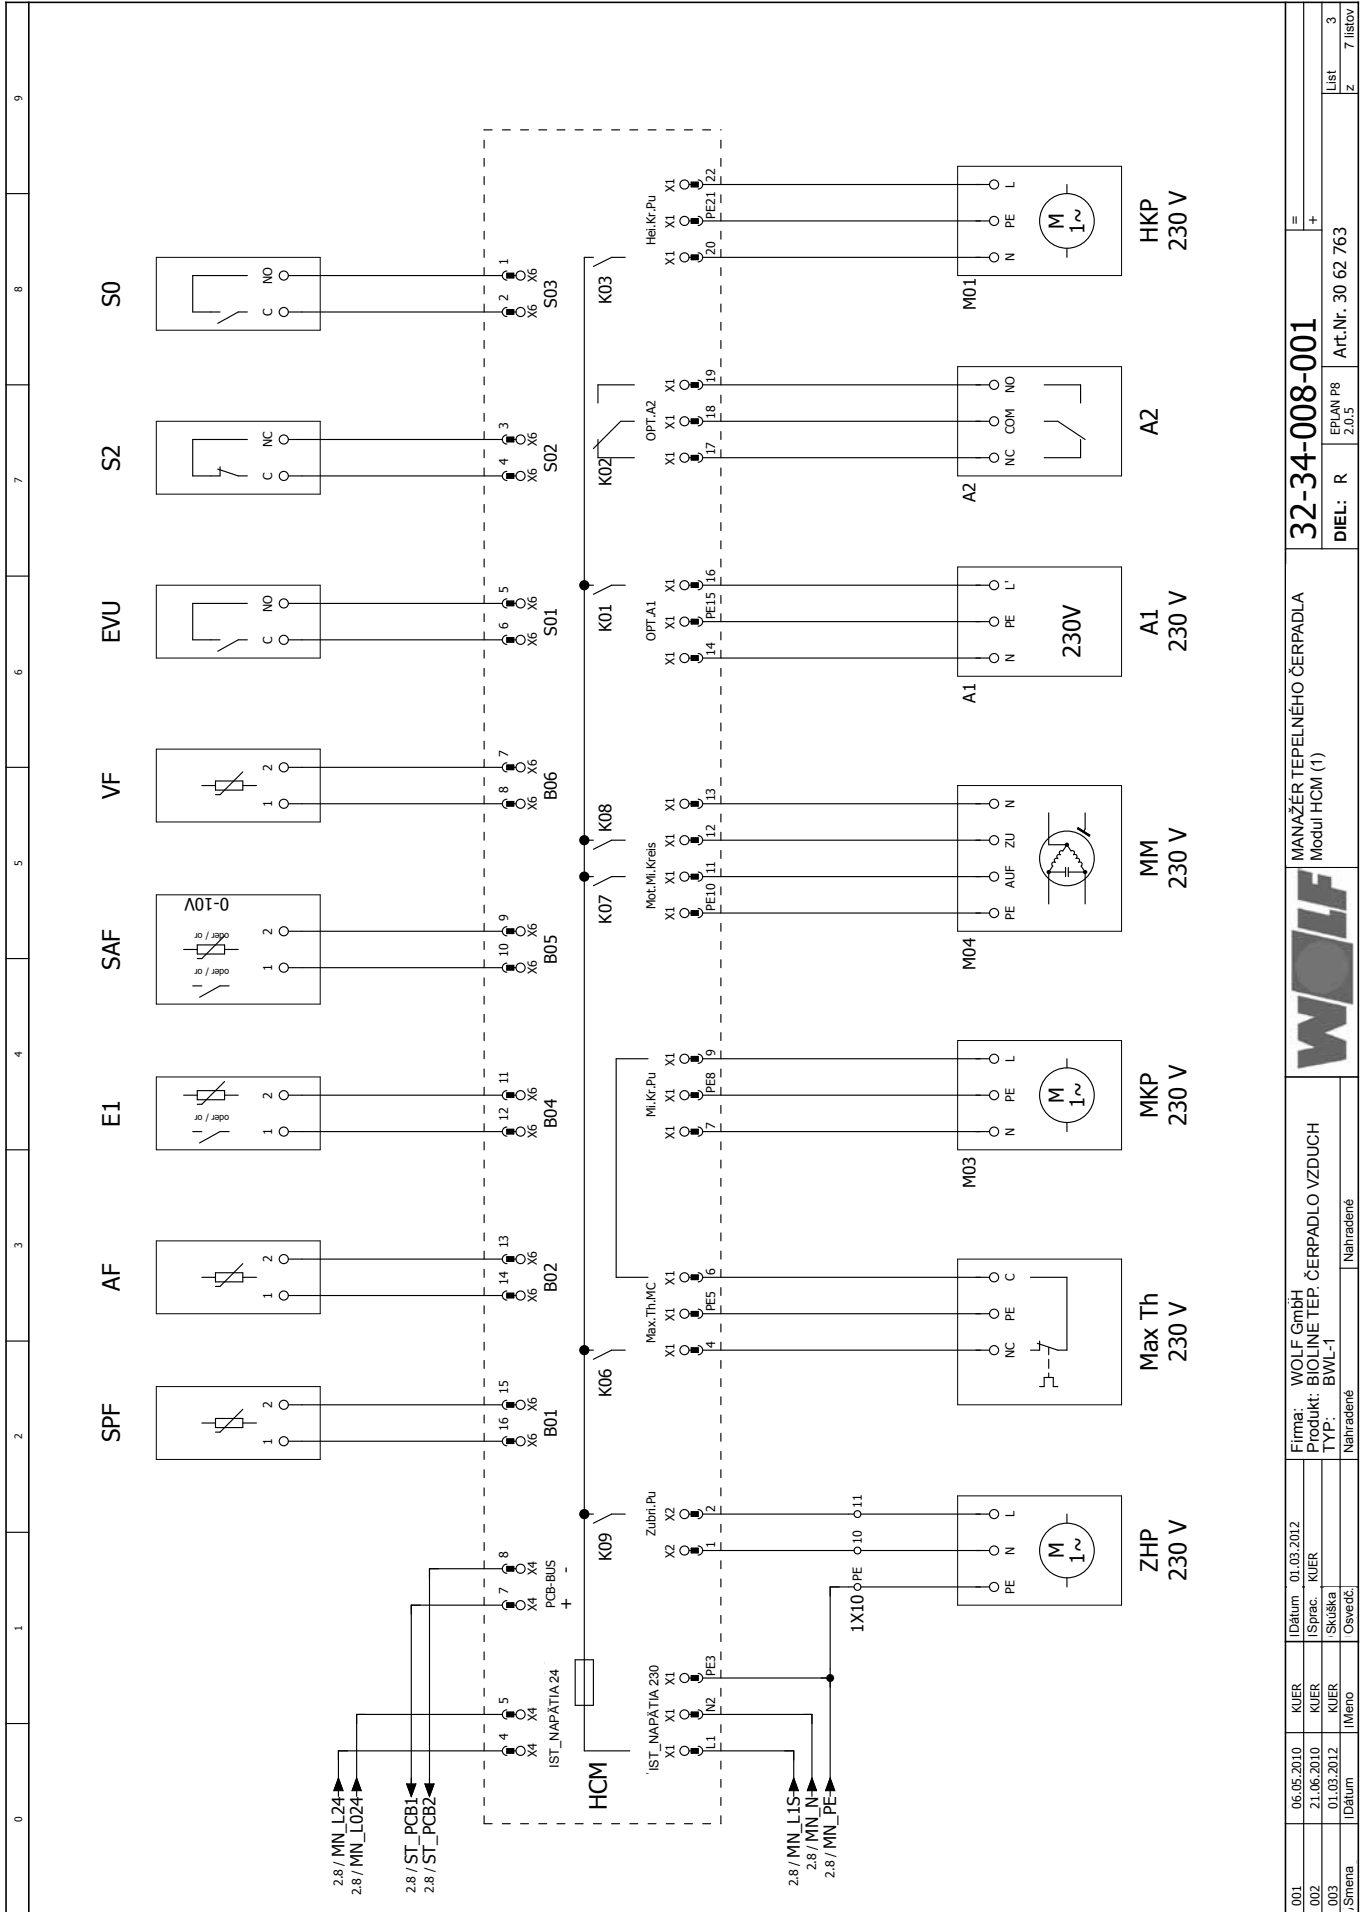 0 1 2 3 4 5 6 7 8 9
SPF AF E1 SAF VF EVU S2 S0
oder / or
oder / or oder / or 0-10V
1 2 1 2 1 2 1 2 1 2 C NO C NC C NO
2.8 / MN_L24
2.8 / MN_L024
2.8 / ST_PCB1
2.8 / ST_PCB2
4 5 7 8 16 15 14 13 12 11 10 9 8 7 6 5 4 3 2 1
X4 X4 X4 X4 X6 X6 X6 X6 X6 X6 X6 X6 X6 X6 X6 X6 X6 X6 X6 X6
IST_NAPÄTIA 24 PCB-BUS B01 B02 B04 B05 B06 S01 S02 S03
+ -
HCM
K09 K06 K07 K08 K01 K02 K03
IST_NAPÄTIA 230 Zubri.Pu Max.Th.MC Mi.Kr.Pu Mot.Mi.Kreis OPT.A1 OPT.A2 Hei.Kr.Pu
X1 X1 X1 X2 X2 X1 X1 X1 X1 X1 X1 X1 X1 X1 X1 X1 X1 X1 X1 X1 X1 X1 X1 X1
L1 N2 PE3 1 2 4 PE5 6 7 PE8 9 PE10 11 12 13 14 PE15 16 17 18 19 20 PE21 22
2.8 / MN_L1S
2.8 / MN_N
2.8 / MN_PE
1X10 PE 10 11
M03 M04 A1 A2 M01
PE N L NC PE C N PE L PE AUF ZU N N PE L' NC COM NO N PE L
M 1~ M 1~ 230V M 1~
ZHP
230 V
Max Th
230 V
MKP
230 V
MM
230 V
A1
230 V
A2
HKP
230 V
001 06.05.2010 KUER Dátum 01.03.2012
002 21.06.2010 KUER Sprac. KUER
003 01.03.2012 KUER Skúška
Smena Dátum Meno Osvedč.
Firma: WOLF GmbH
Produkt: BIOLINE TEP. ČERPADLO VZDUCH
TYP: BWL-1
Nahradené Nahradené
WOLF
MANAŽÉR TEPELNÉHO ČERPADLA
Modul HCM (1)
32-34-008-001
DIEL: R
EPLAN P8
2.0.5
Art.Nr. 30 62 763
=
+
List 3
z 7 listov